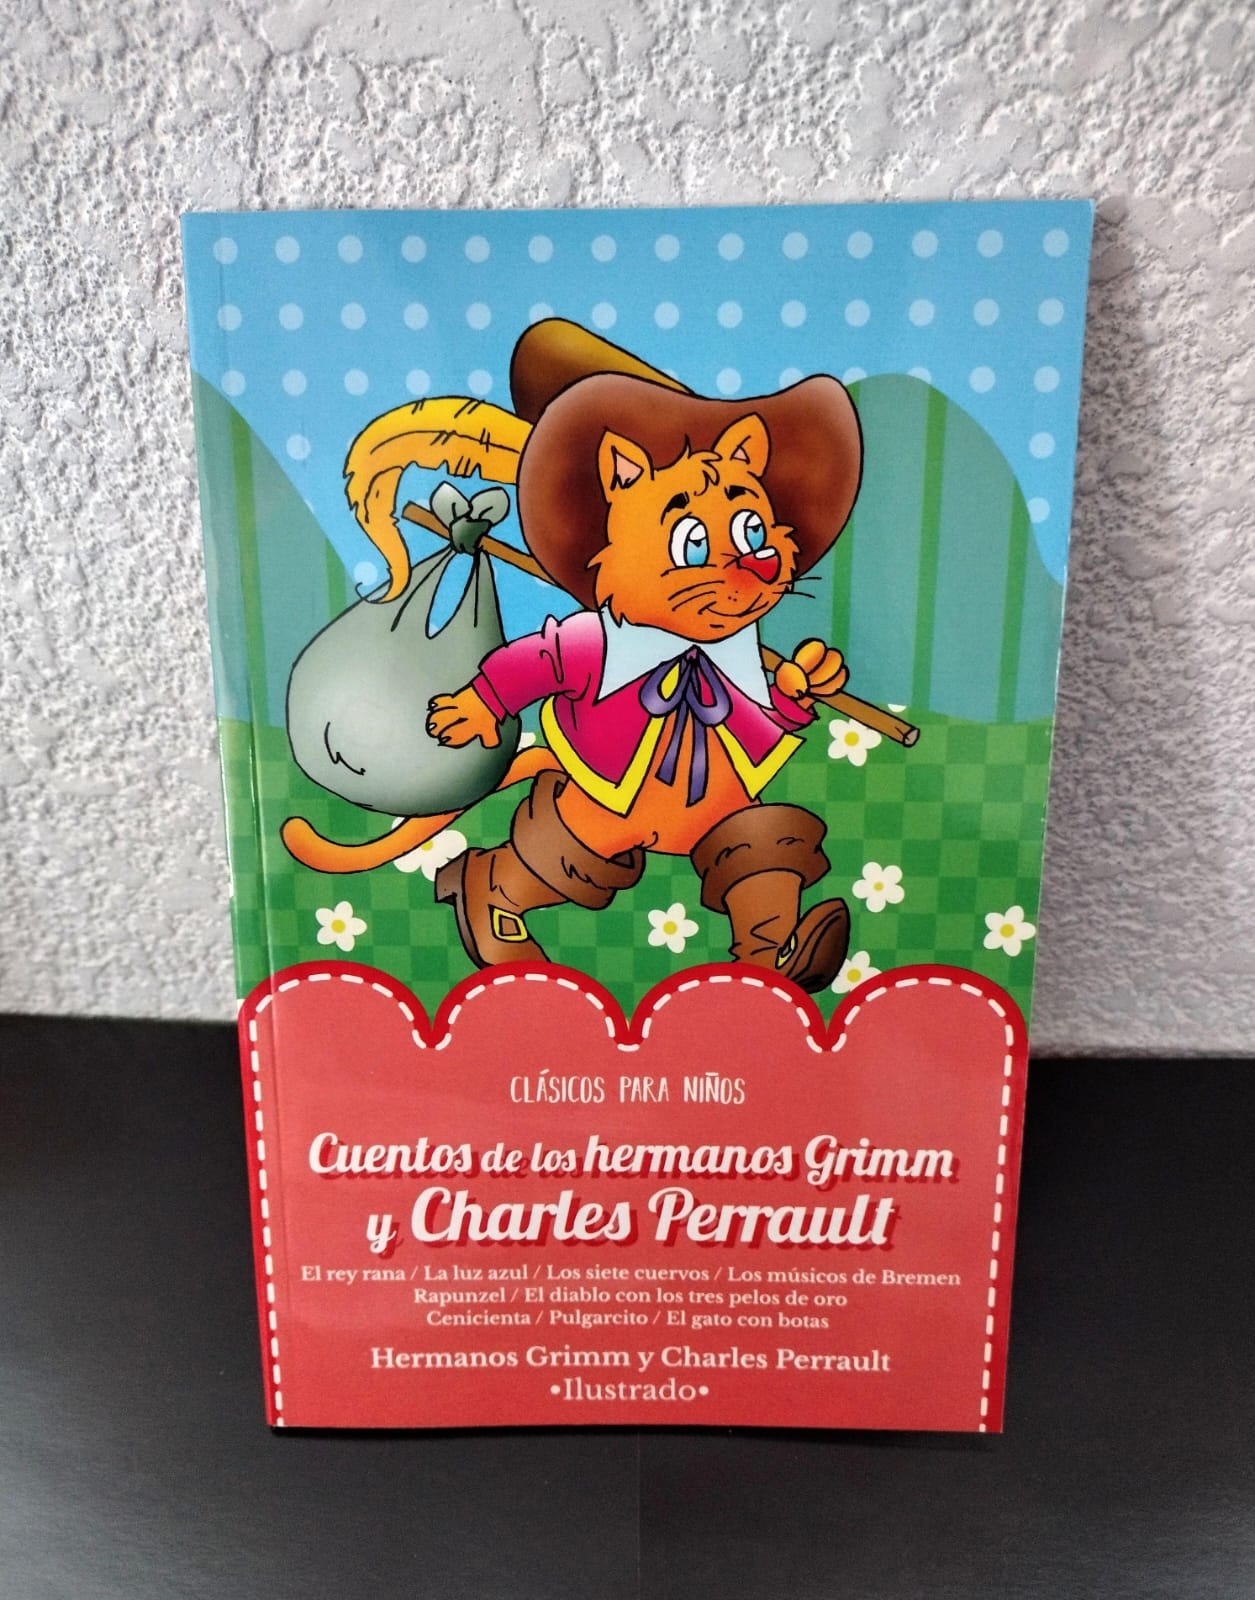 CLÁSICOS PARA NIÑOS
Cuentos de los hermanos Grimm
y Charles Perrault
El rey rana / La luz azul / Los siete cuervos / Los músicos de Bremen
Rapunzel / El diablo con los tres pelos de oro
Cenicienta / Pulgarcito / El gato con botas
Hermanos Grimm y Charles Perrault
•Ilustrado•